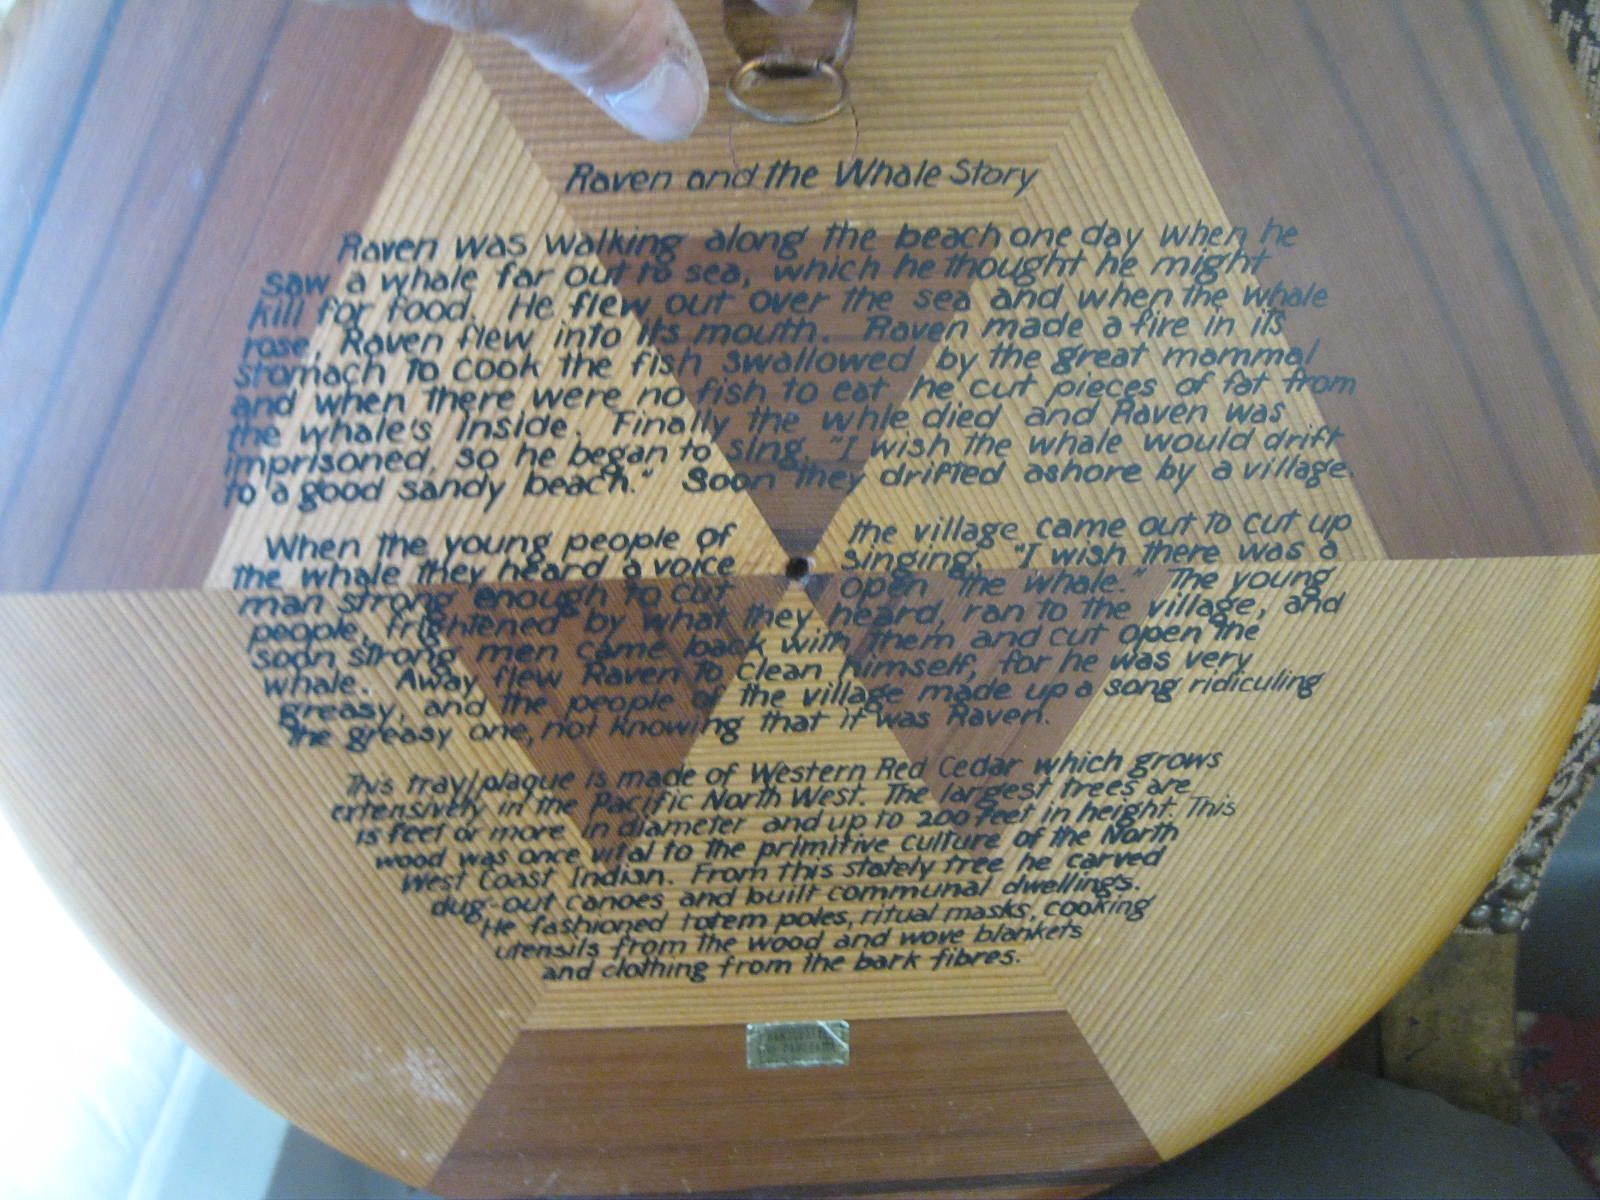 Raven and the Whale Story
Raven was walking along the beach one day when he
saw a whale far out to sea, which he thought he might
kill for food. He flew out over the sea and when the whale
rose, Raven flew into its mouth. Raven made a fire in its
stomach to cook the fish swallowed by the great mammal
and when there were no fish to eat he cut pieces of fat from
the whale's inside. Finally the whle died and Raven was
imprisoned, so he began to sing, "I wish the whale would drift
to a good sandy beach." Soon they drifted ashore by a village.
When the young people of the village came out to cut up
the whale they heard a voice singing. "I wish there was a
man strong enough to cut open the whale." The young
people, frightened by what they heard, ran to the village, and
soon strong men came back with them and cut open the
whale. Away flew Raven to clean himself, for he was very
greasy, and the people of the village made up a song ridiculing
the greasy one, not knowing that it was Raven.
This tray/plaque is made of Western Red Cedar which grows
extensively in the Pacific North West. The largest trees are
is feet or more in diameter and up to 200 feet in height. This
wood was once vital to the primitive culture of the North
West Coast Indian. From this stately tree he carved
dug-out canoes and built communal dwellings.
He fashioned totem poles, ritual masks, cooking
utensils from the wood and wove blankets
and clothing from the bark fibres.